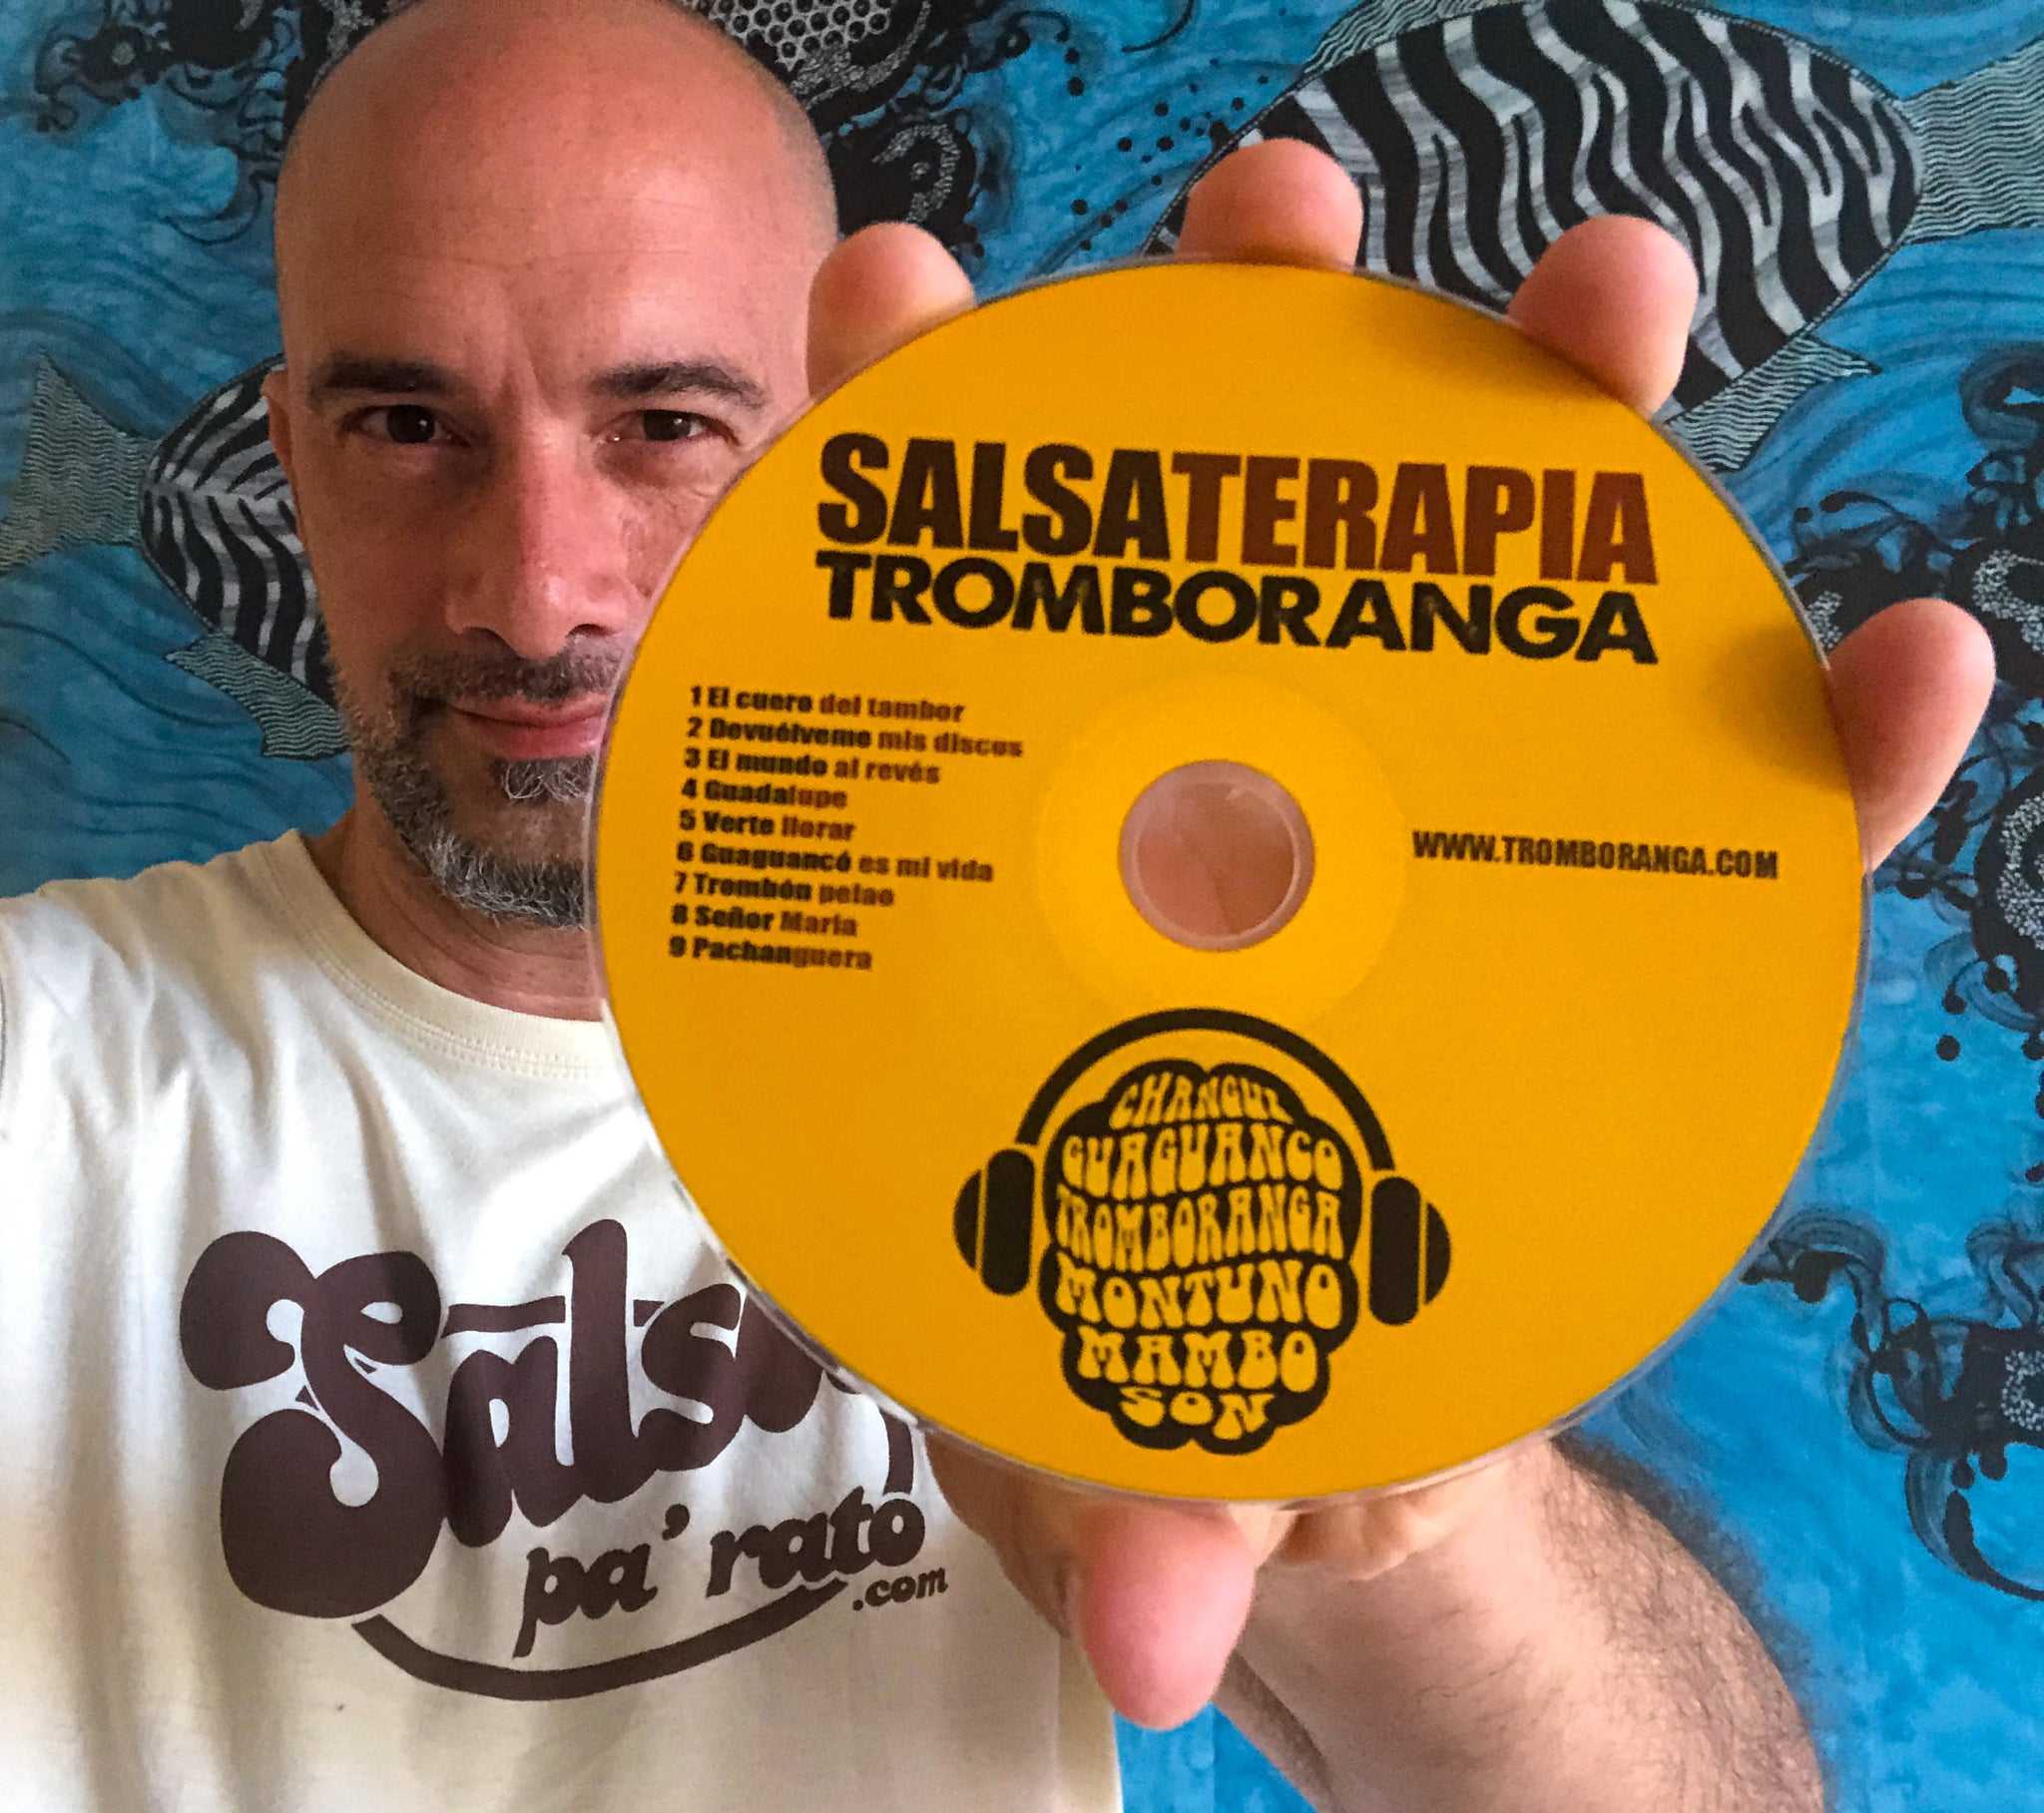 SALSATERAPIA
TROMBORANGA
1 El cuero del tambor
2 Devuélveme mis discos
3 El mundo al revés
4 Guadalupe
5 Verte llorar
6 Guaguancó es mi vida
7 Trombón pelao
8 Señor María
9 Pachanguera
WWW.TROMBORANGA.COM
CHANGUI
GUAGUANCO
TROMBORANGA
MONTUNO
MAMBO
SON
Salsa
pa' rato
.com